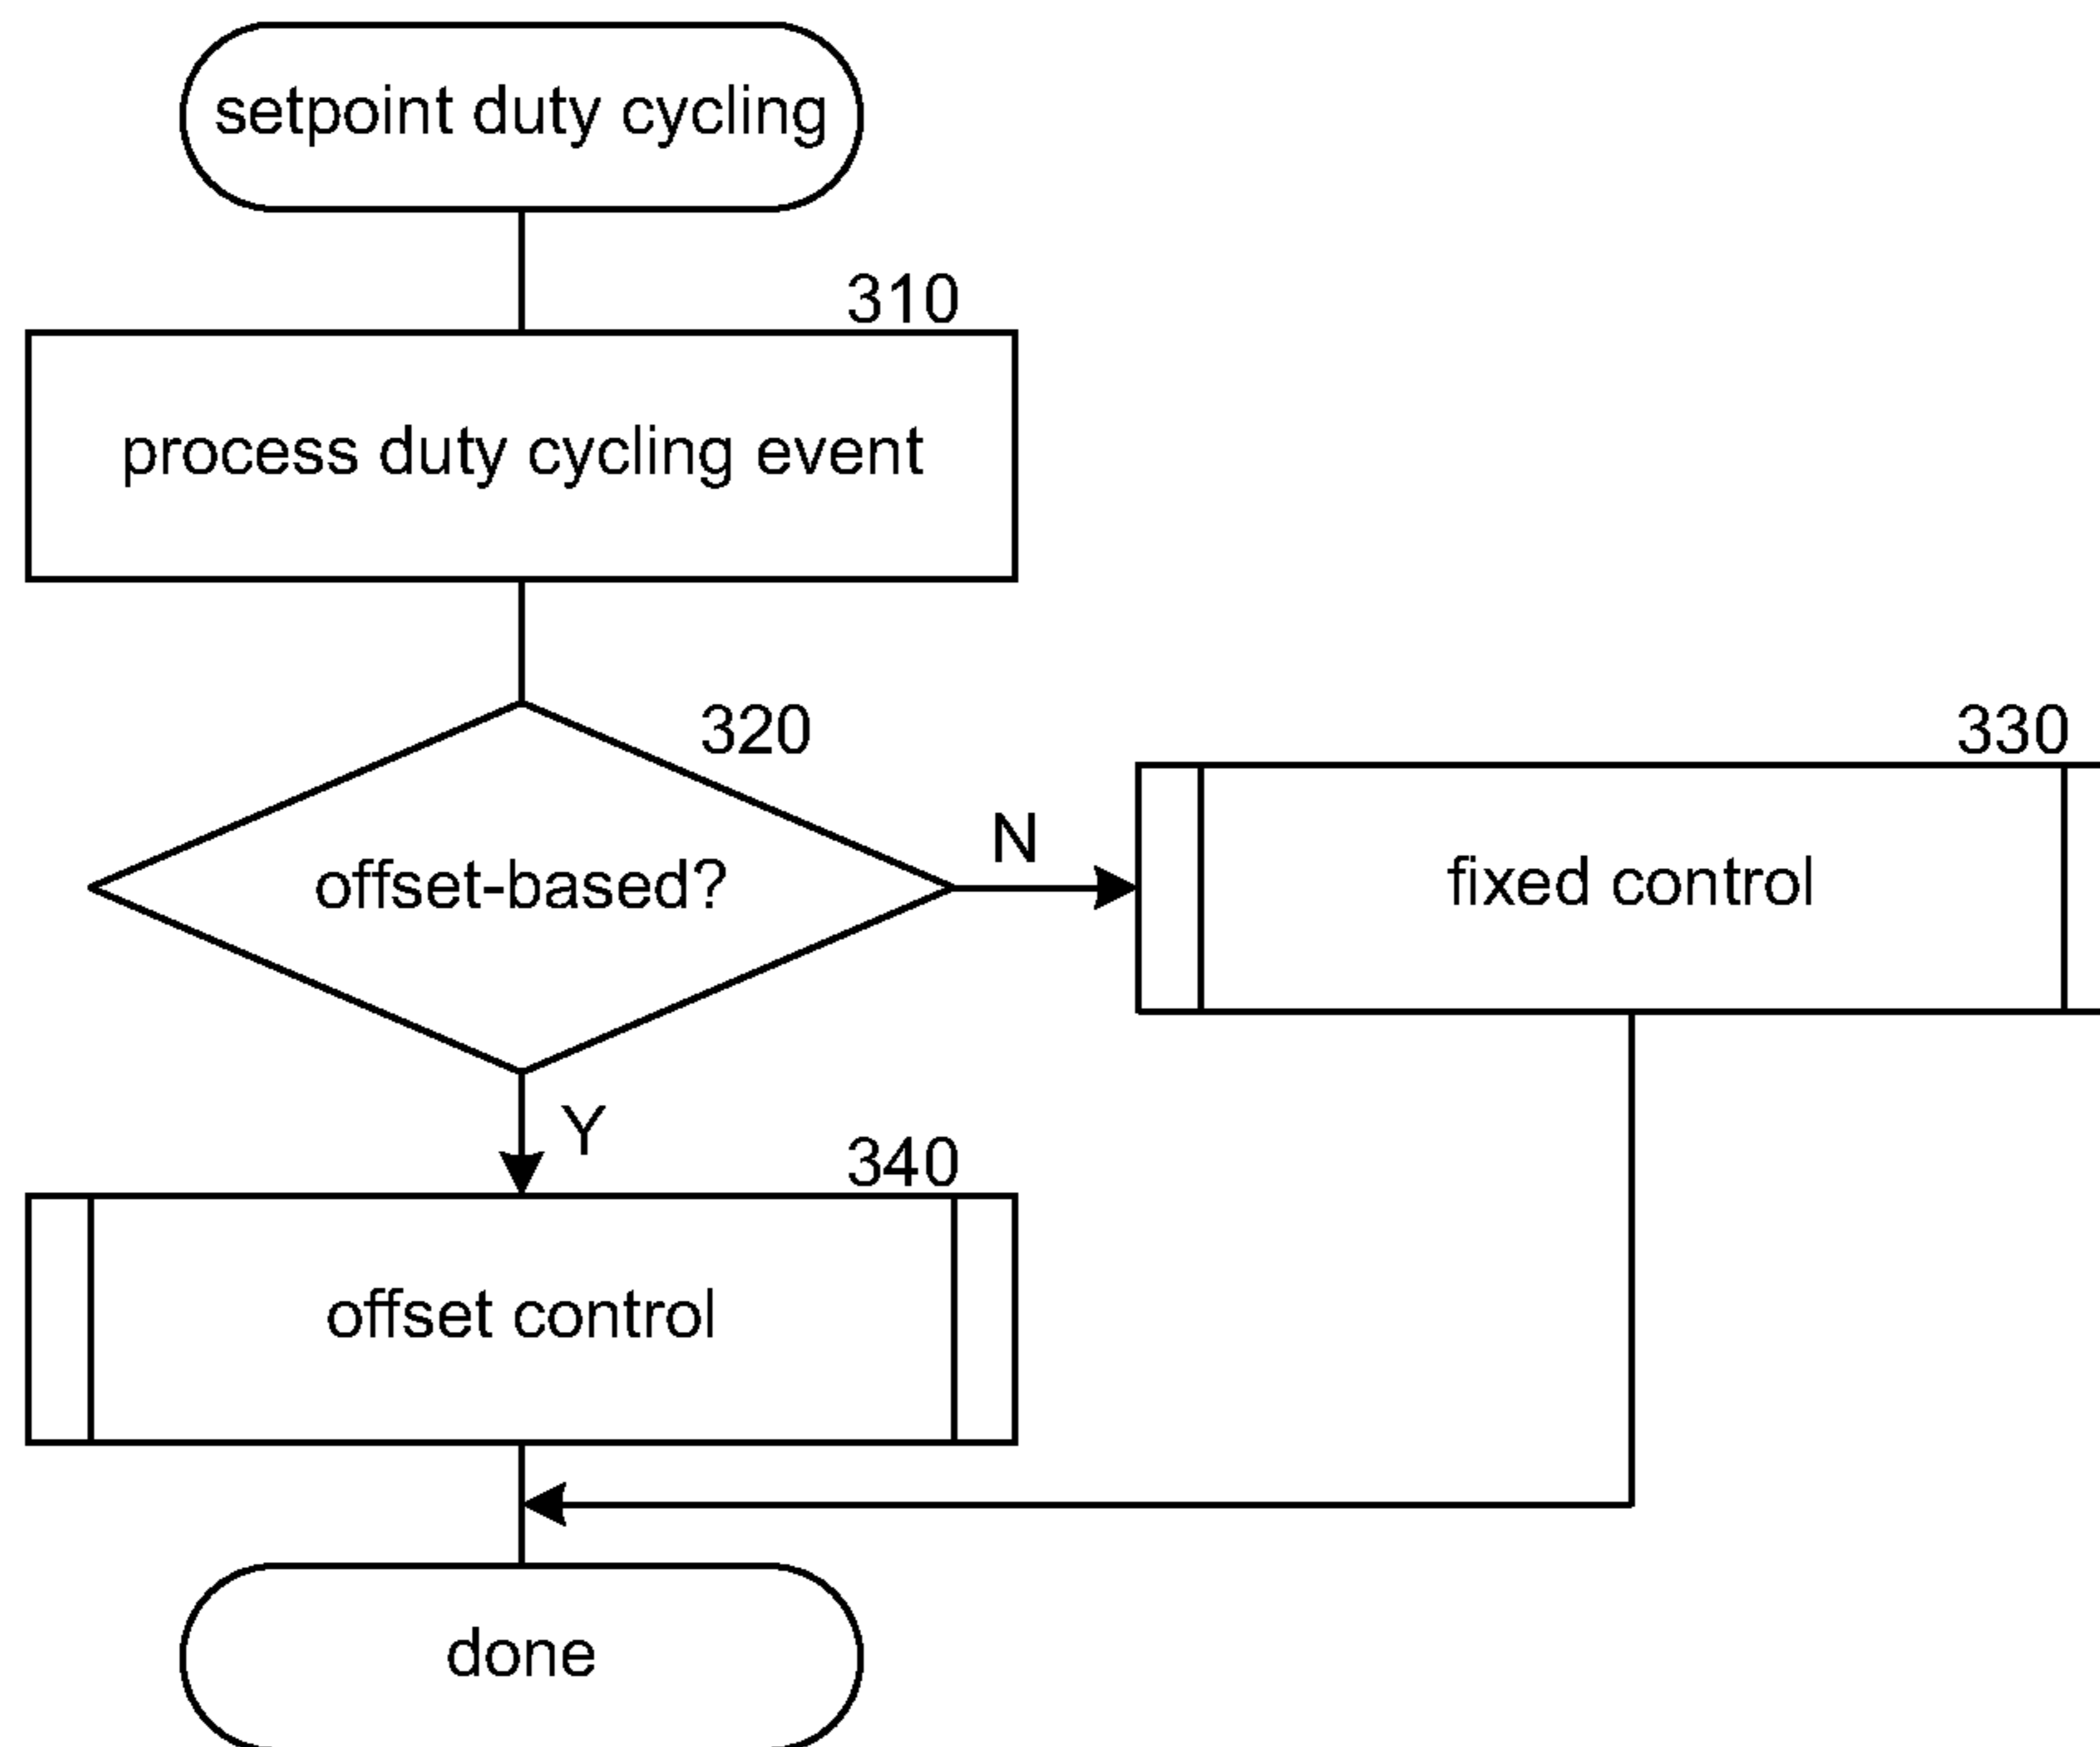 setpoint duty cycling
310
process duty cycling event
320
offset-based?
N
330
fixed control
Y
340
offset control
done